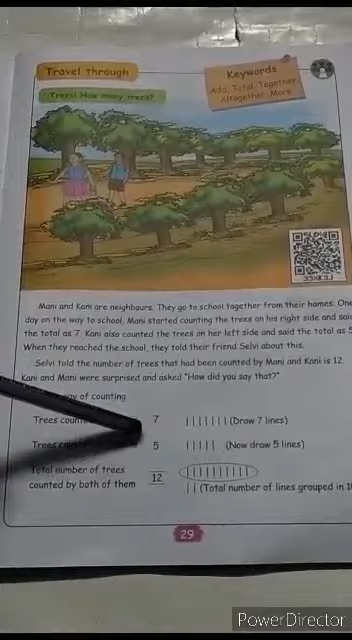 Travel through
Keywords
Add, Total, Together
Altogether, More
Trees! How many trees?
33XK3J
Mani and Kani are neighbours. They go to school together from their homes. One
day on the way to school, Mani started counting the trees on his right side and said
the total as 7. Kani also counted the trees on her left side and said the total as 5
When they reached the school, they told their friend Selvi about this.
Selvi told the number of trees that had been counted by Mani and Kani is 12.
Kani and Mani were surprised and asked "How did you say that?"
way of counting
Trees 7 | | | | | | | (Draw 7 lines)
Trees 5 | | | | | (Now draw 5 lines)
Total number of trees
counted by both of them 12 | | | | | | | | | |
| | (Total number of lines grouped in
29
PowerDirector